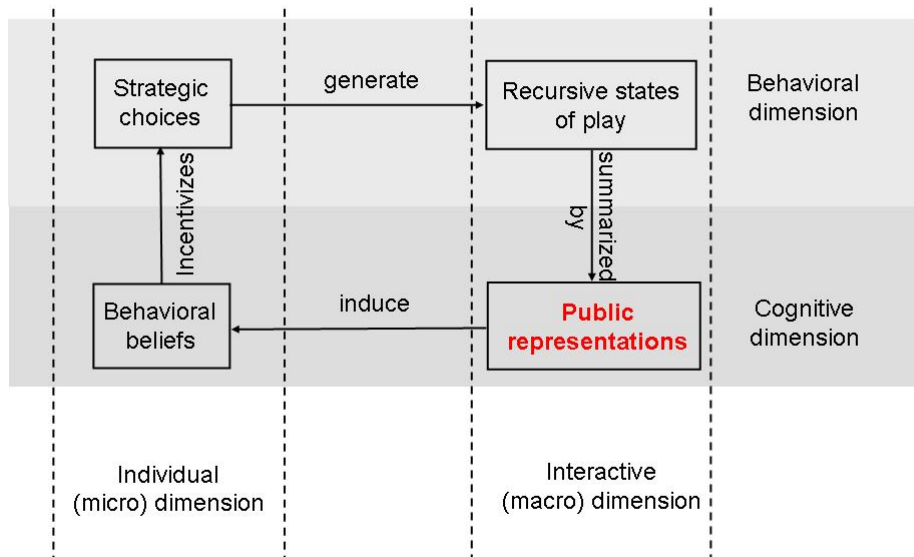 Strategic
choices
generate
Recursive states
of play
Behavioral
dimension
Incentivizes
summarized
by
Behavioral
beliefs
induce
Public
representations
Cognitive
dimension
Individual
(micro) dimension
Interactive
(macro) dimension